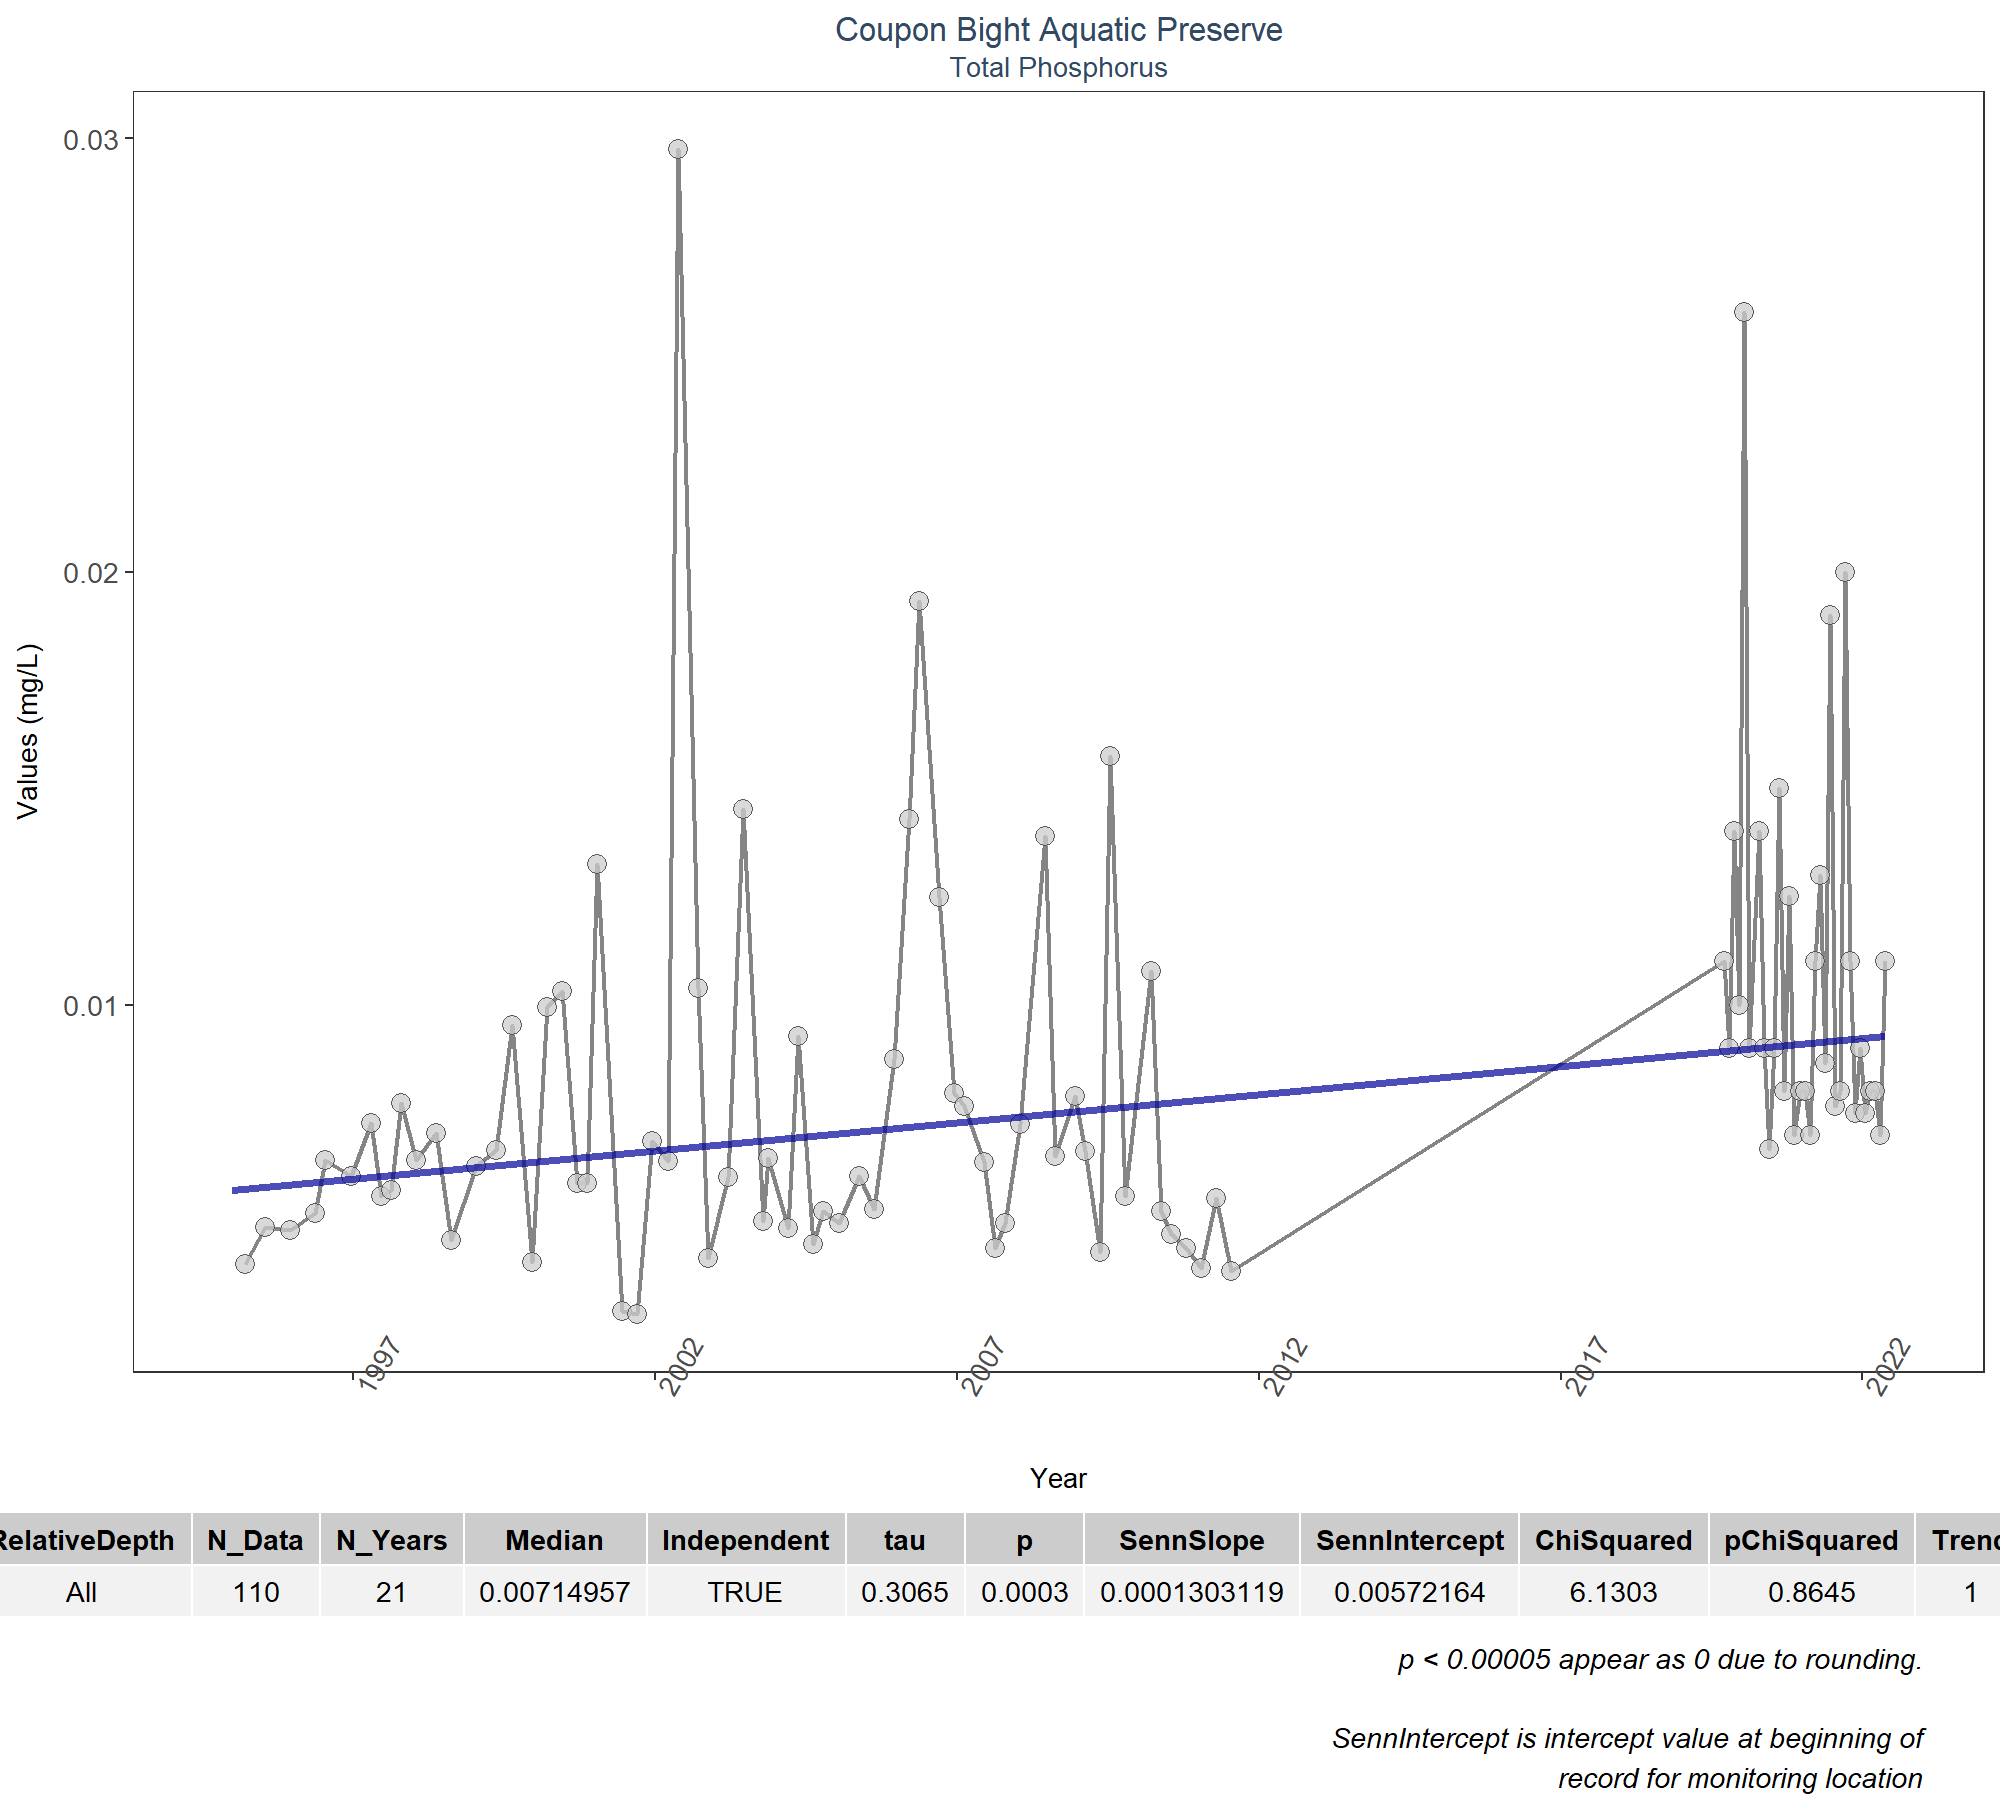 Coupon Bight Aquatic Preserve
Total Phosphorus
0.03
0.02
0.01
Values (mg/L)
1997 2002 2007 2012 2017 2022
Year
RelativeDepth N_Data N_Years Median Independent tau p SennSlope SennIntercept ChiSquared pChiSquared Trend
All 110 21 0.00714957 TRUE 0.3065 0.0003 0.0001303119 0.00572164 6.1303 0.8645 1
p < 0.00005 appear as 0 due to rounding.
SennIntercept is intercept value at beginning of
record for monitoring location